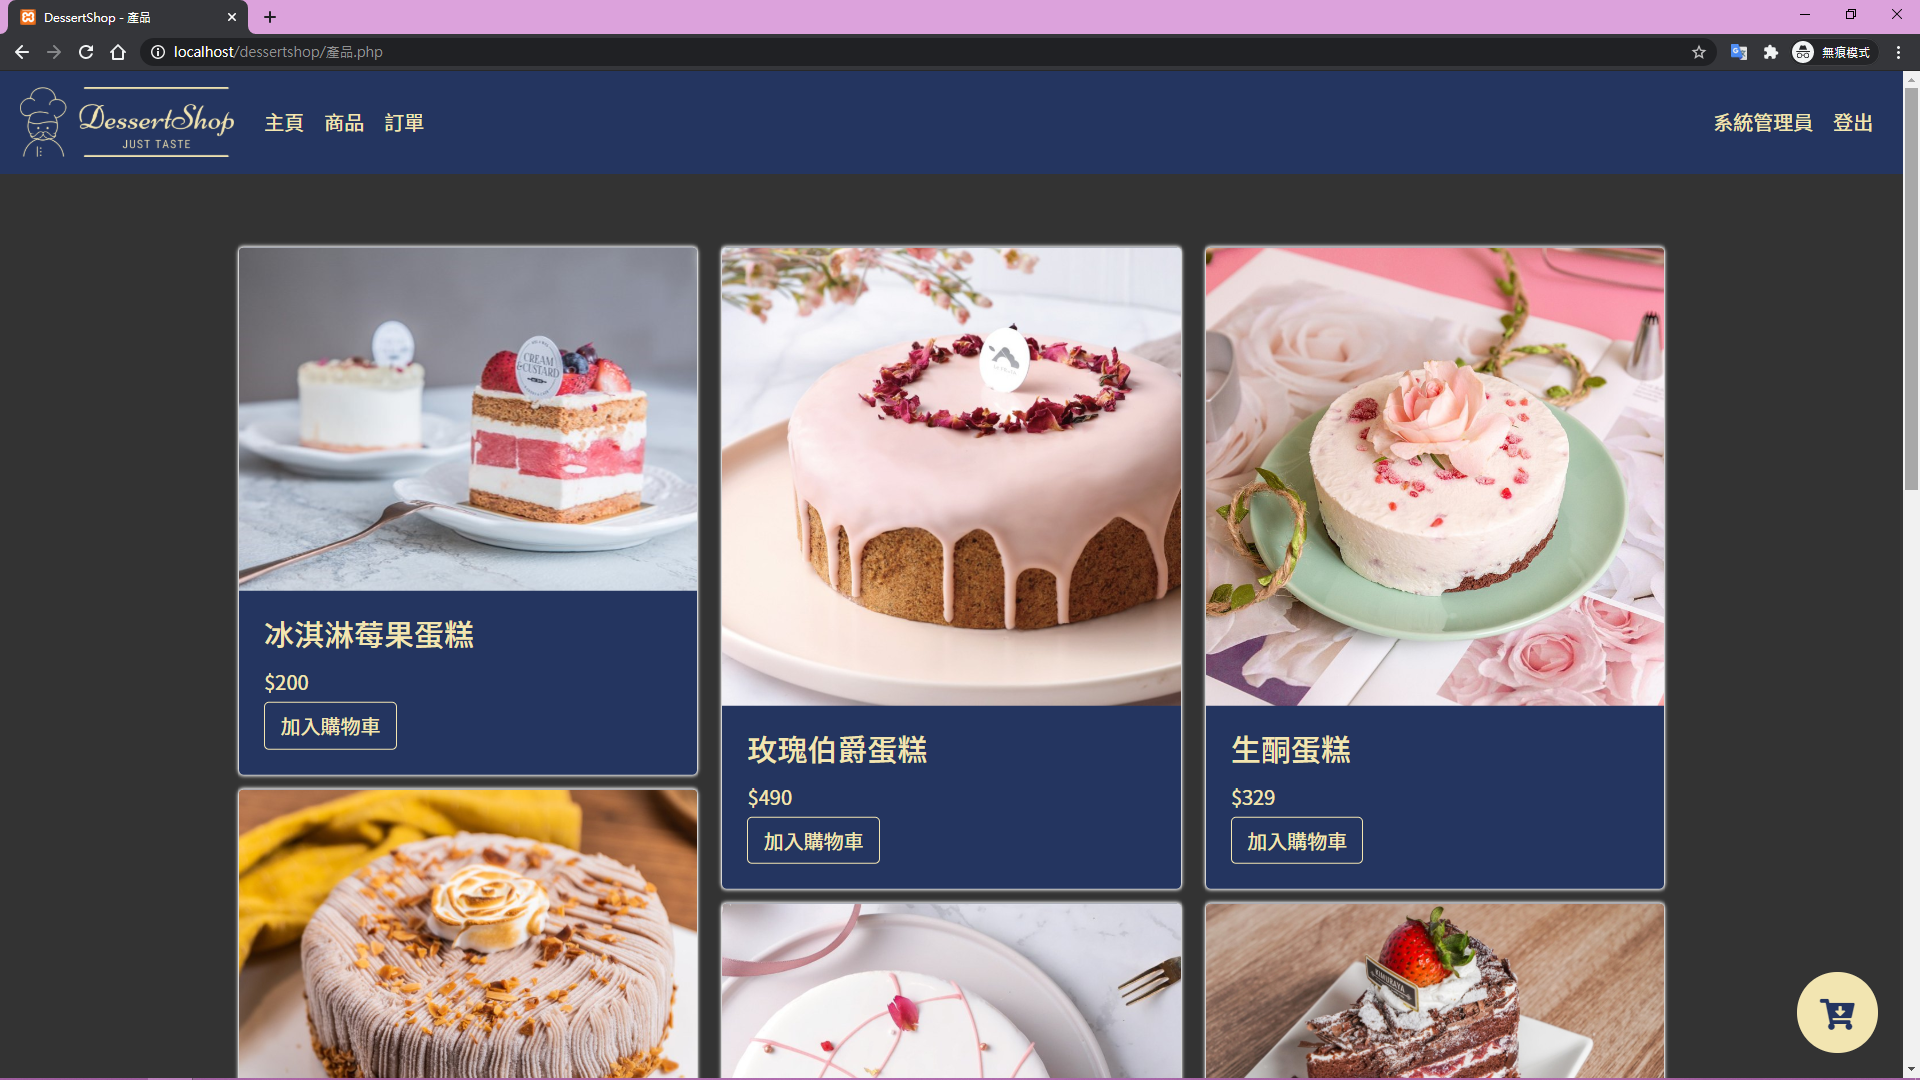 DessertShop - 產品
localhost/dessertshop/產品.php
無痕模式
DessertShop
JUST TASTE
主頁 商品 訂單
系統管理員 登出
CREAM
&CUSTARD
冰淇淋莓果蛋糕
$200
加入購物車
玫瑰伯爵蛋糕
$490
加入購物車
生酮蛋糕
$329
加入購物車
KIMURAYA